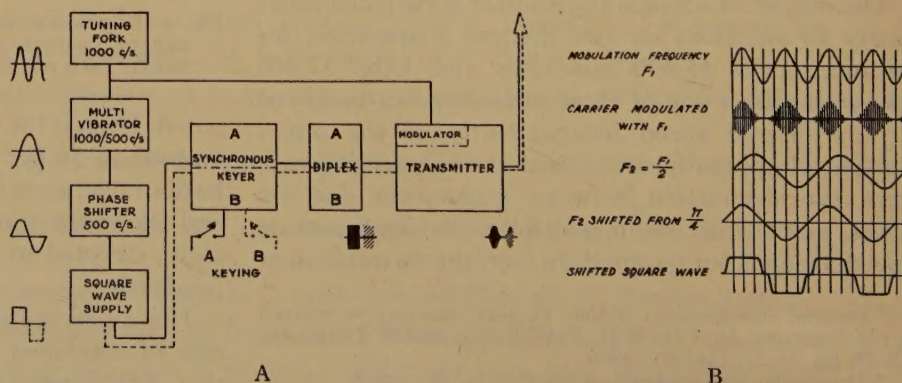 TUNING
FORK
1000 c/s.
MULTI
VIBRATOR
1000/500 c/s
PHASE
SHIFTER
500 c/s.
SQUARE
WAVE
SUPPLY
A
SYNCHRONOUS
KEYER
B
A
B
KEYING
A
DIPLEX
B
MODULATOR
TRANSMITTER
A
MODULATION FREQUENCY
F₁
CARRIER MODULATED
WITH F₁
F₂ = F₁/2
F₂ SHIFTED FROM π/4
SHIFTED SQUARE WAVE
B